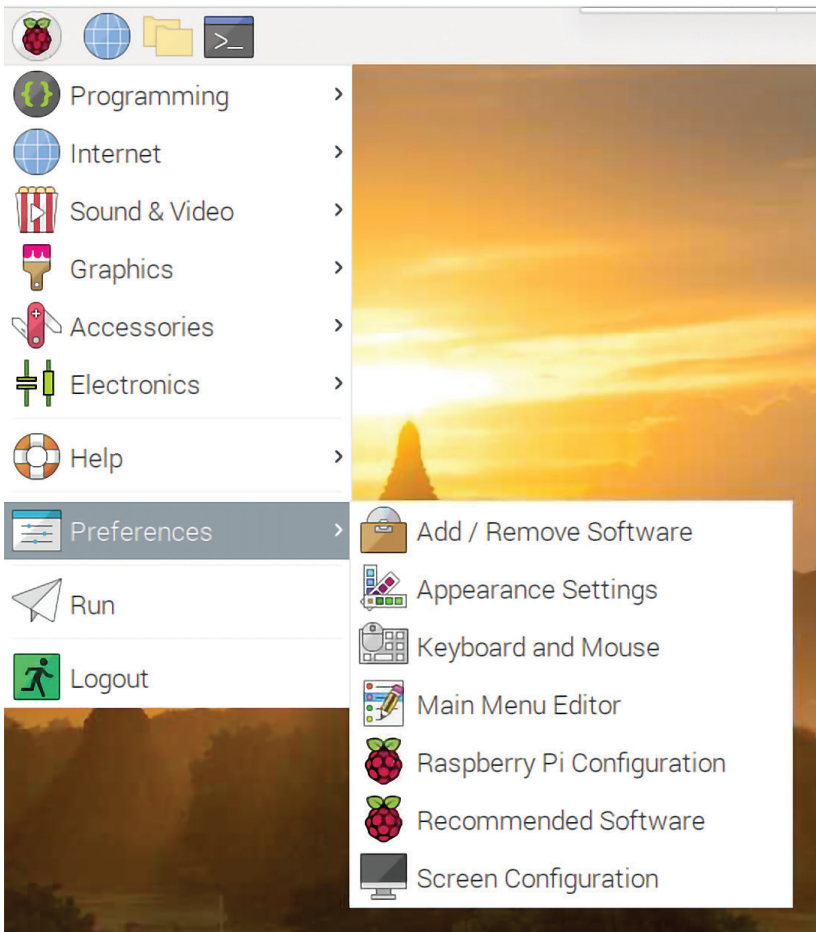 >_
Programming
Internet
Sound & Video
Graphics
Accessories
Electronics
Help
Preferences
Run
Logout
Add / Remove Software
Appearance Settings
Keyboard and Mouse
Main Menu Editor
Raspberry Pi Configuration
Recommended Software
Screen Configuration